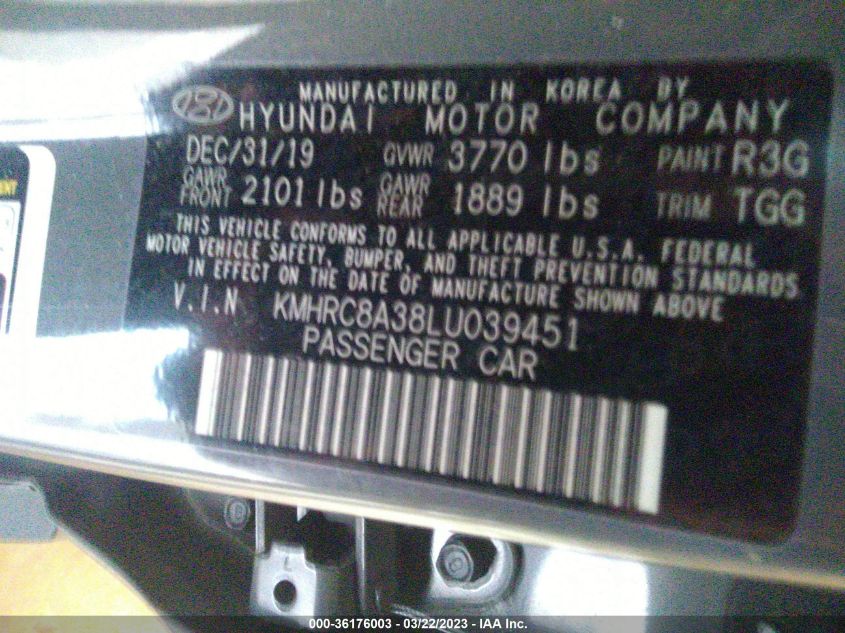 MANUFACTURED IN KOREA BY
HYUNDAI MOTOR COMPANY
DEC/31/19 GVWR 3770 lbs PAINT R3G
GAWR FRONT 2101 lbs GAWR REAR 1889 lbs TRIM TGG
THIS VEHICLE CONFORMS TO ALL APPLICABLE U.S.A. FEDERAL
MOTOR VEHICLE SAFETY, BUMPER, AND THEFT PREVENTION STANDARDS
IN EFFECT ON THE DATE OF MANUFACTURE SHOWN ABOVE
V.I.N KMHRC8A38LU039451
PASSENGER CAR
000-36176003 - 03/22/2023 - IAA Inc.